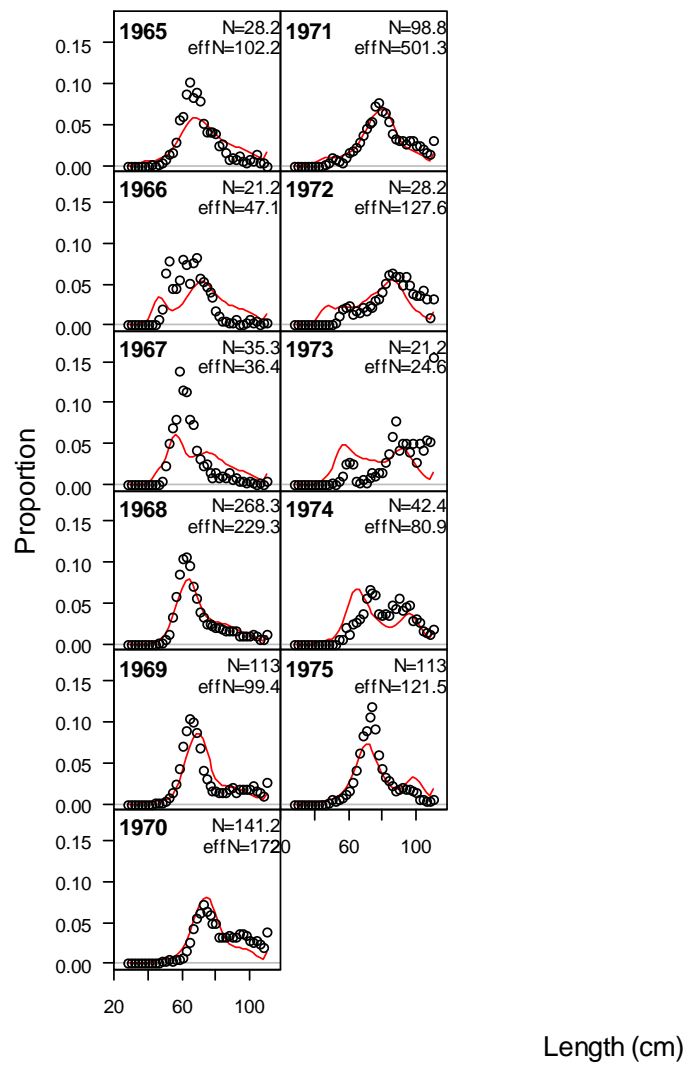 Proportion
1965 N=28.2
effN=102.2
1971 N=98.8
effN=501.3
0.15
0.10
0.05
0.00
1966 N=21.2
effN=47.1
1972 N=28.2
effN=127.6
0.15
0.10
0.05
0.00
1967 N=35.3
effN=36.4
1973 N=21.2
effN=24.6
0.15
0.10
0.05
0.00
1968 N=268.3
effN=229.3
1974 N=42.4
effN=80.9
0.15
0.10
0.05
0.00
1969 N=113
effN=99.4
1975 N=113
effN=121.5
0.15
0.10
0.05
0.00
1970 N=141.2
effN=172
20 60 100
0.15
0.10
0.05
0.00
20 60 100
Length (cm)